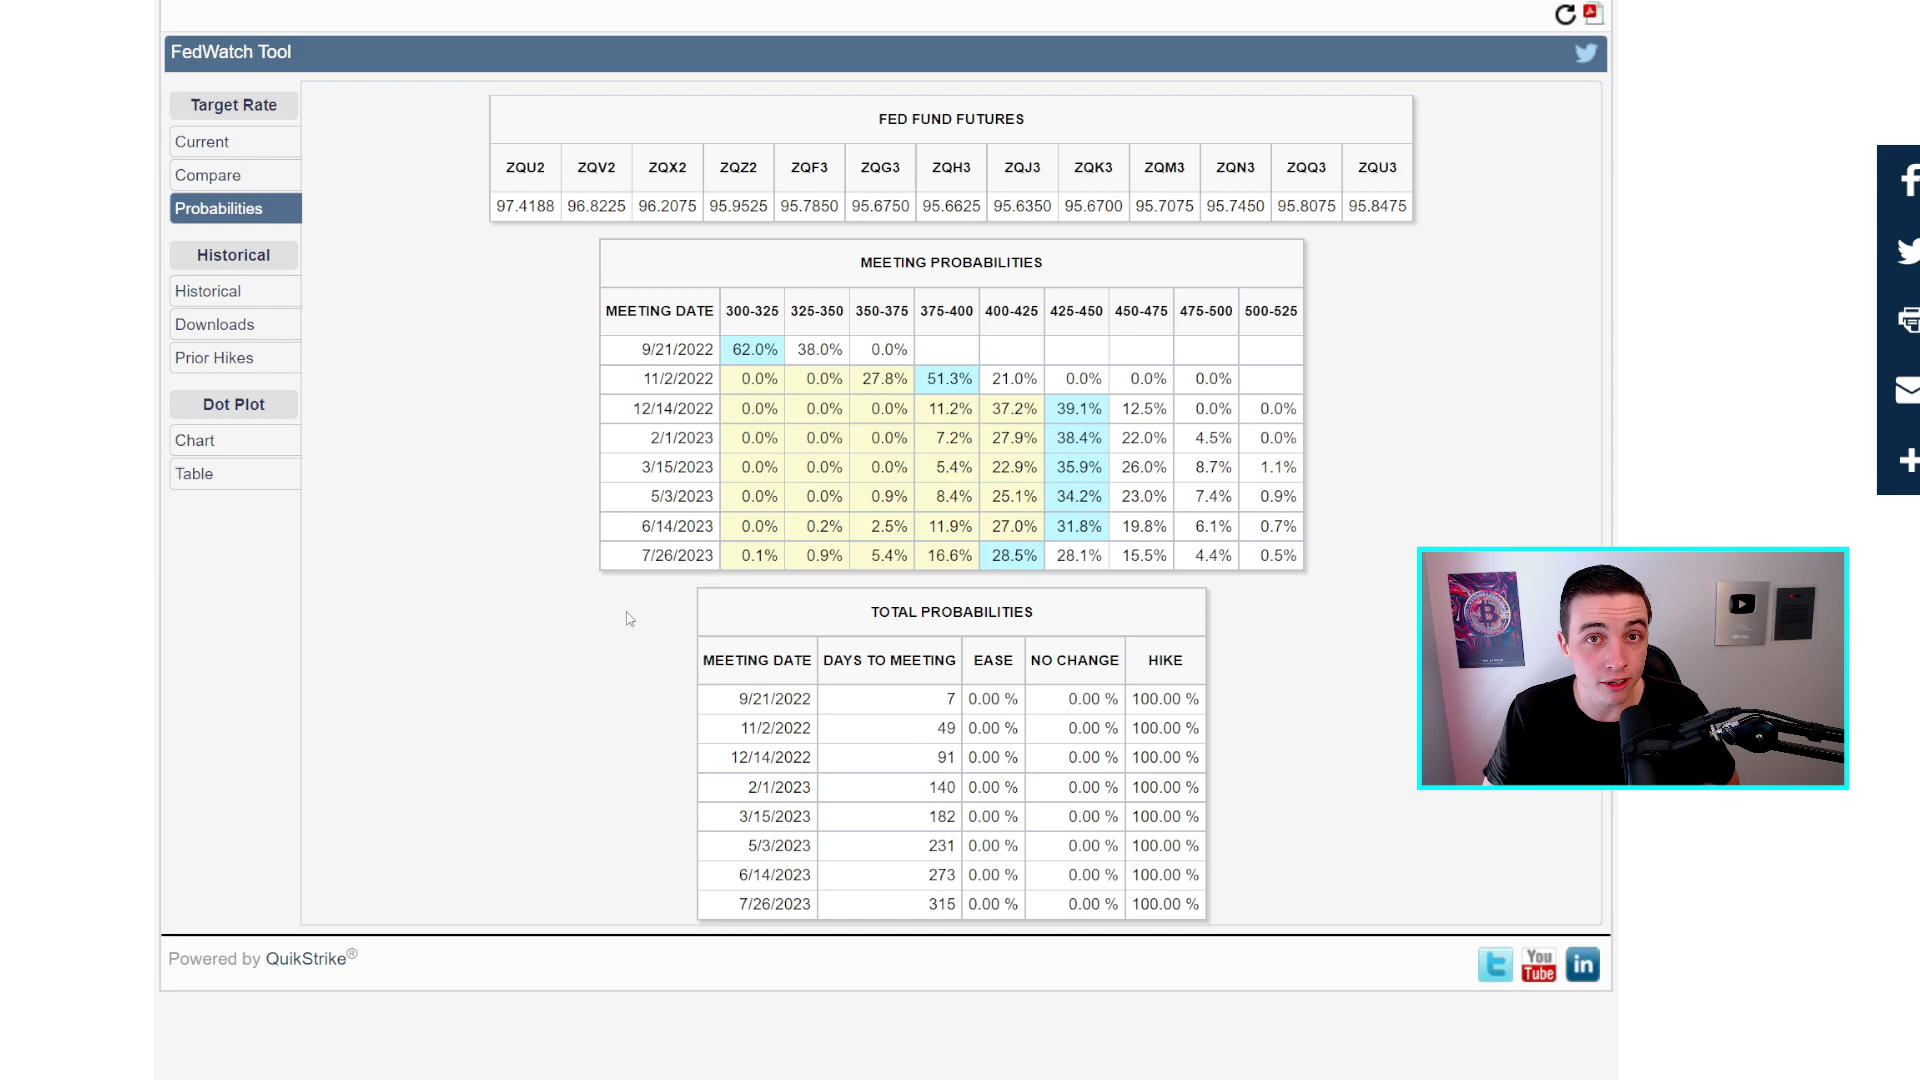 FedWatch Tool
Target Rate
Current
Compare
Probabilities
Historical
Historical
Downloads
Prior Hikes
Dot Plot
Chart
Table
FED FUND FUTURES
ZQU2 ZQV2 ZQX2 ZQZ2 ZQF3 ZQG3 ZQH3 ZQJ3 ZQK3 ZQM3 ZQN3 ZQQ3 ZQU3
97.4188 96.8225 96.2075 95.9525 95.7850 95.6750 95.6625 95.6350 95.6700 95.7075 95.7450 95.8075 95.8475
MEETING PROBABILITIES
MEETING DATE 300-325 325-350 350-375 375-400 400-425 425-450 450-475 475-500 500-525
9/21/2022 62.0% 38.0% 0.0%
11/2/2022 0.0% 0.0% 27.8% 51.3% 21.0% 0.0% 0.0% 0.0%
12/14/2022 0.0% 0.0% 0.0% 11.2% 37.2% 39.1% 12.5% 0.0% 0.0%
2/1/2023 0.0% 0.0% 0.0% 7.2% 27.9% 38.4% 22.0% 4.5% 0.0%
3/15/2023 0.0% 0.0% 0.0% 5.4% 22.9% 35.9% 26.0% 8.7% 1.1%
5/3/2023 0.0% 0.0% 0.9% 8.4% 25.1% 34.2% 23.0% 7.4% 0.9%
6/14/2023 0.0% 0.2% 2.5% 11.9% 27.0% 31.8% 19.8% 6.1% 0.7%
7/26/2023 0.1% 0.9% 5.4% 16.6% 28.5% 28.1% 15.5% 4.4% 0.5%
TOTAL PROBABILITIES
MEETING DATE DAYS TO MEETING EASE NO CHANGE HIKE
9/21/2022 7 0.00 % 0.00 % 100.00 %
11/2/2022 49 0.00 % 0.00 % 100.00 %
12/14/2022 91 0.00 % 0.00 % 100.00 %
2/1/2023 140 0.00 % 0.00 % 100.00 %
3/15/2023 182 0.00 % 0.00 % 100.00 %
5/3/2023 231 0.00 % 0.00 % 100.00 %
6/14/2023 273 0.00 % 0.00 % 100.00 %
7/26/2023 315 0.00 % 0.00 % 100.00 %
Powered by QuikStrike®
You
Tube
in